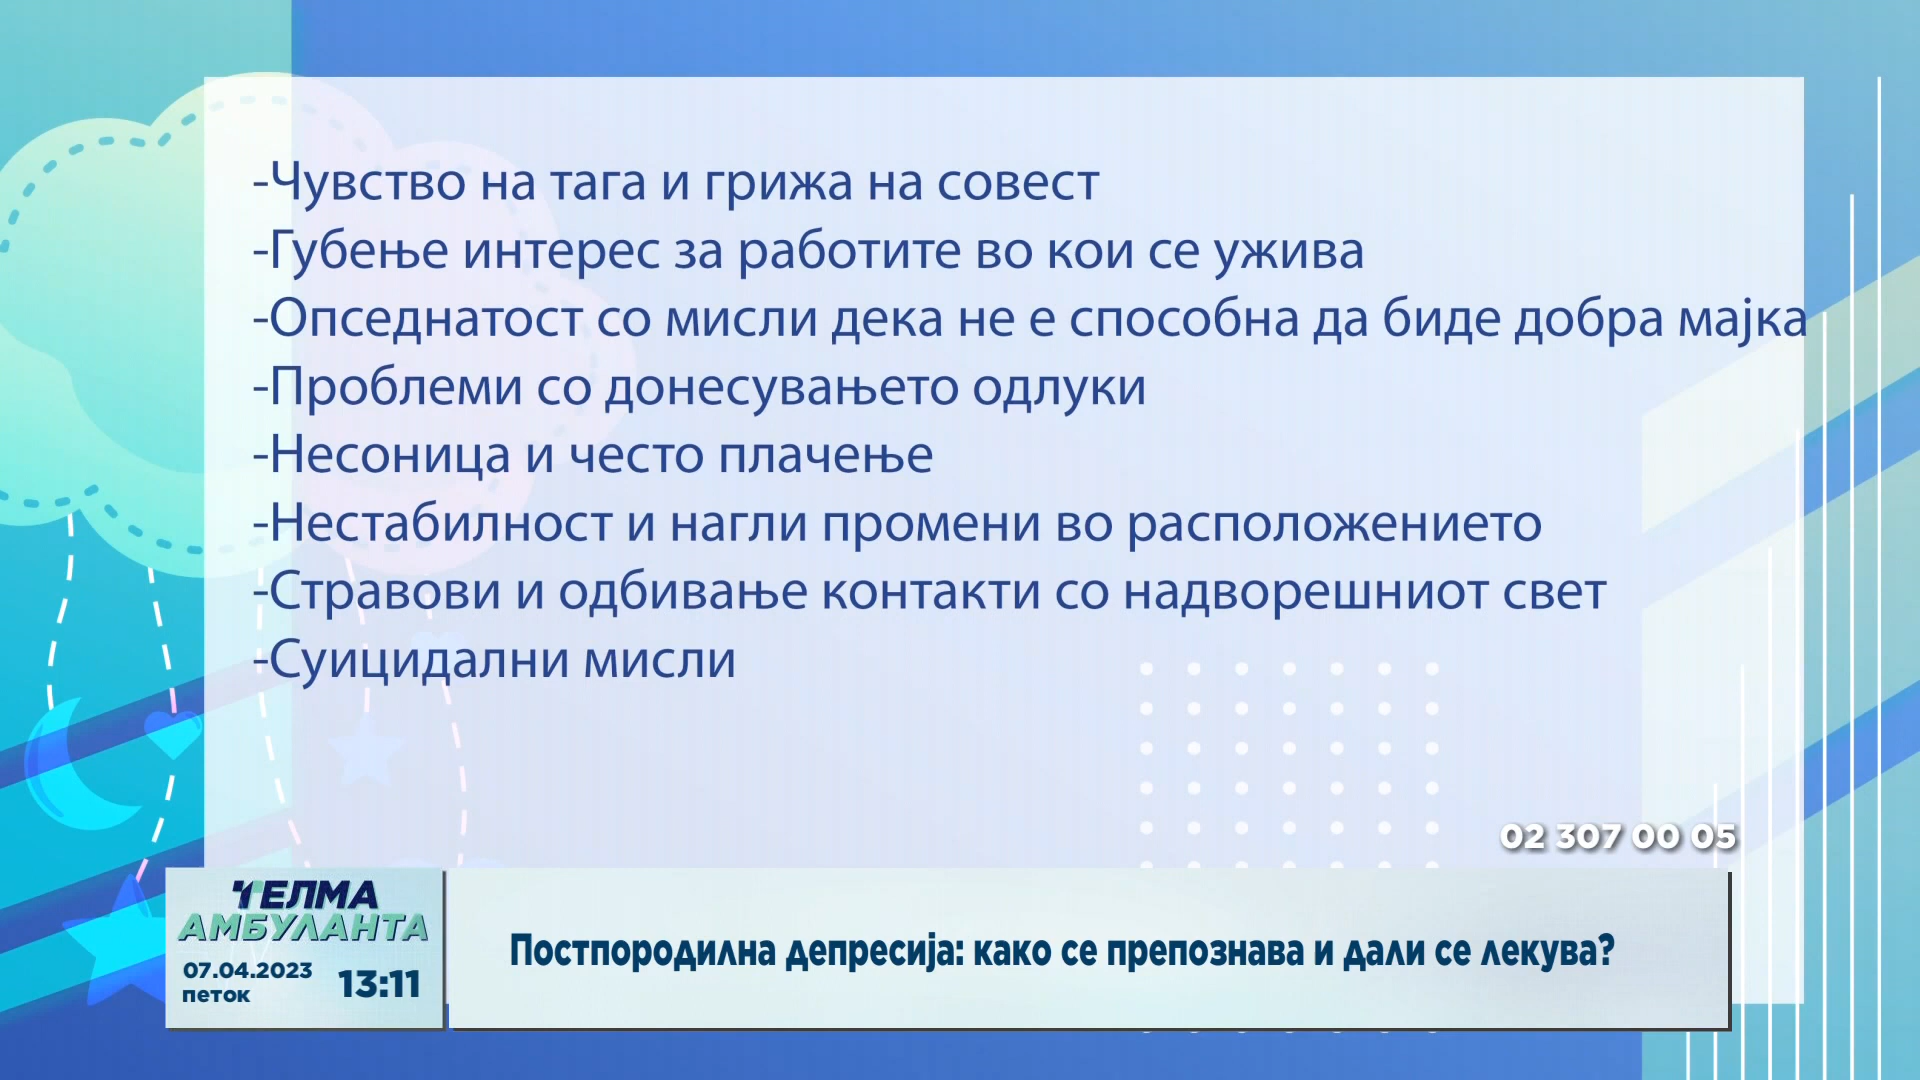 -Чувство на тага и грижа на совест
-Губење интерес за работите во кои се ужива
-Опседнатост со мисли дека не е способна да биде добра мајка
-Проблеми со донесувањето одлуки
-Несоница и често плачење
-Нестабилност и нагли промени во расположението
-Стравови и одбивање контакти со надворешниот свет
-Суицидални мисли
02 307 00 05
ТЕЛМА
АМБУЛАНТА
07.04.2023
петок
13:11
Постпородилна депресија: како се препознава и дали се лекува?